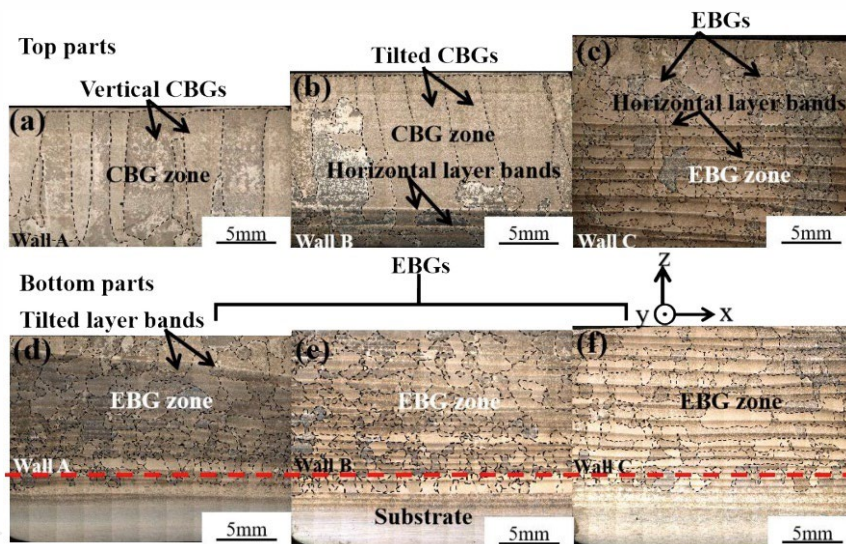 Top parts
Vertical CBGs
(a)
CBG zone
Wall A
5mm
Tilted CBGs
(b)
CBG zone
Horizontal layer bands
Wall B
5mm
EBGs
(c)
Horizontal layer bands
EBG zone
Wall C
5mm
Bottom parts
EBGs
z
y
x
Tilted layer bands
(d)
EBG zone
Wall A
5mm
(e)
EBG zone
Wall B
Substrate
5mm
(f)
EBG zone
Wall C
5mm